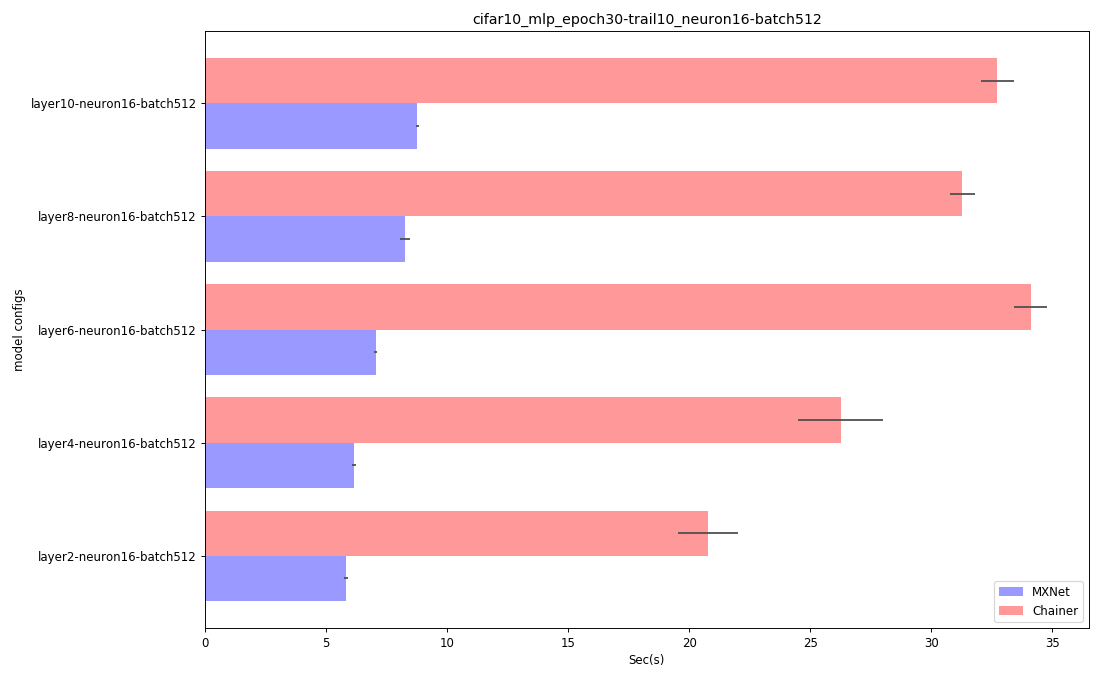 cifar10_mlp_epoch30-trail10_neuron16-batch512
model configs
layer10-neuron16-batch512
layer8-neuron16-batch512
layer6-neuron16-batch512
layer4-neuron16-batch512
layer2-neuron16-batch512
MXNet
Chainer
0 5 10 15 20 25 30 35
Sec(s)